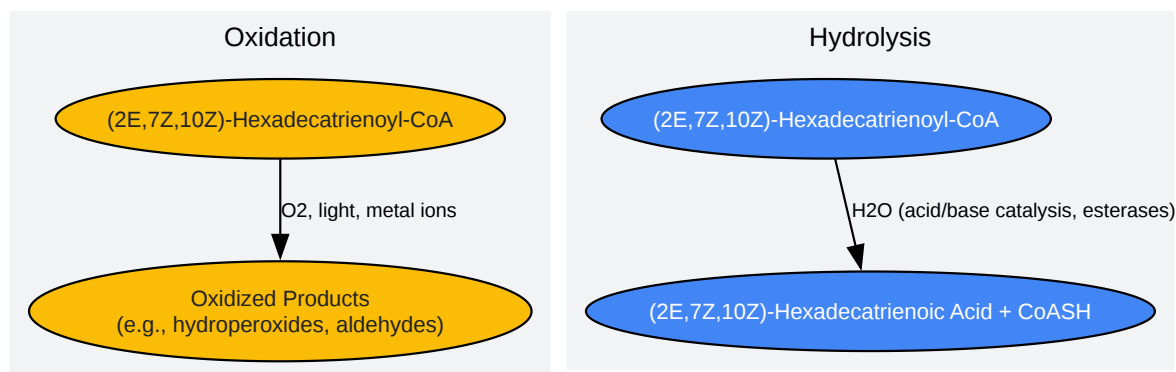 Oxidation
(2E,7Z,10Z)-Hexadecatrienoyl-CoA
O2, light, metal ions
Oxidized Products
(e.g., hydroperoxides, aldehydes)
Hydrolysis
(2E,7Z,10Z)-Hexadecatrienoyl-CoA
H2O (acid/base catalysis, esterases)
(2E,7Z,10Z)-Hexadecatrienoic Acid + CoASH